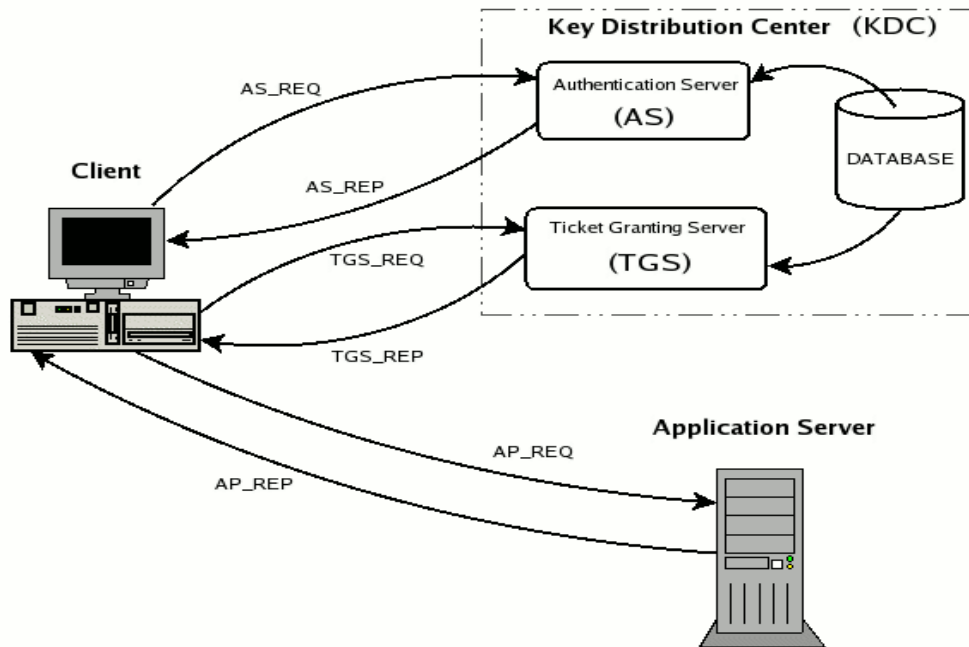 Key Distribution Center (KDC)
AS_REQ
Authentication Server
(AS)
DATABASE
Client
AS_REP
Ticket Granting Server
(TGS)
TGS_REQ
TGS_REP
Application Server
AP_REQ
AP_REP